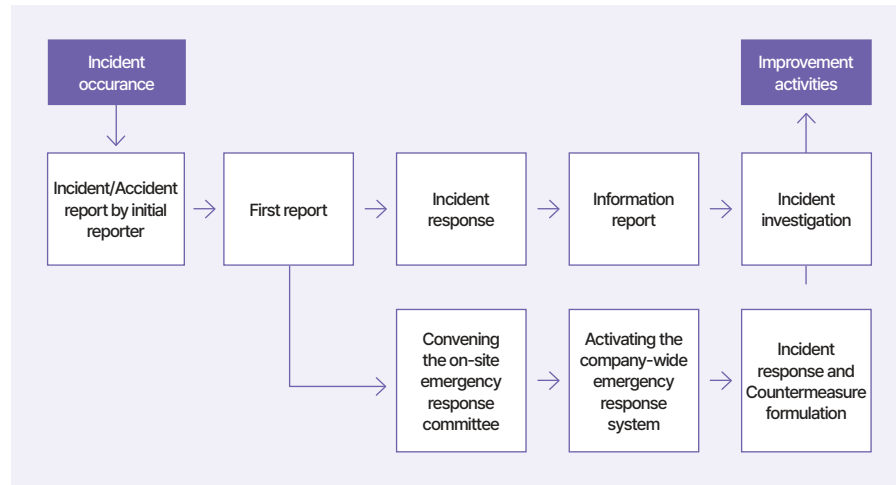 Incident
occurance
Improvement
activities
Incident/Accident
report by initial
reporter
First report
Incident
response
Information
report
Incident
investigation
Convening
the on-site
emergency
response
committee
Activating the
company-wide
emergency
response
system
Incident
response and
Countermeasure
formulation